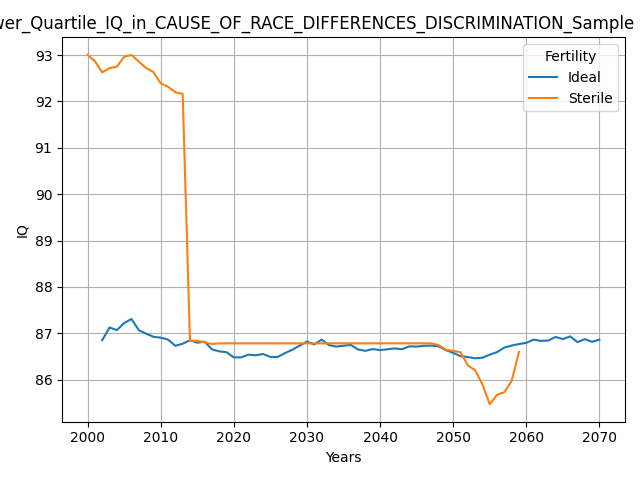 wer_Quartile_IQ_in_CAUSE_OF_RACE_DIFFERENCES_DISCRIMINATION_Sample
93
92
91
90
89
88
87
86
IQ
Fertility
Ideal
Sterile
2000 2010 2020 2030 2040 2050 2060 2070
Years